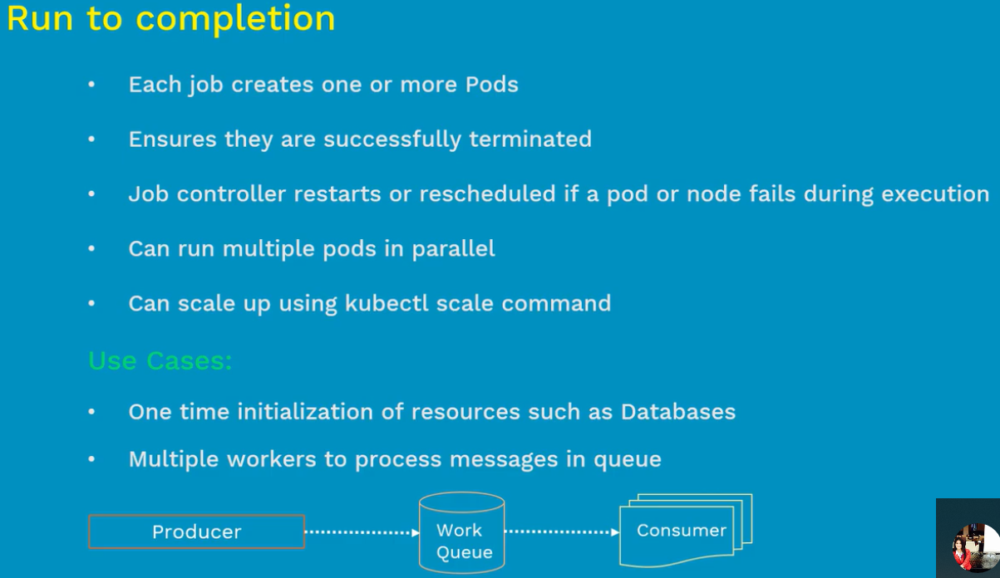 Run to completion
• Each job creates one or more Pods
• Ensures they are successfully terminated
• Job controller restarts or rescheduled if a pod or node fails during execution
• Can run multiple pods in parallel
• Can scale up using kubectl scale command
Use Cases:
• One time initialization of resources such as Databases
• Multiple workers to process messages in queue
Producer
Work
Queue
Consumer